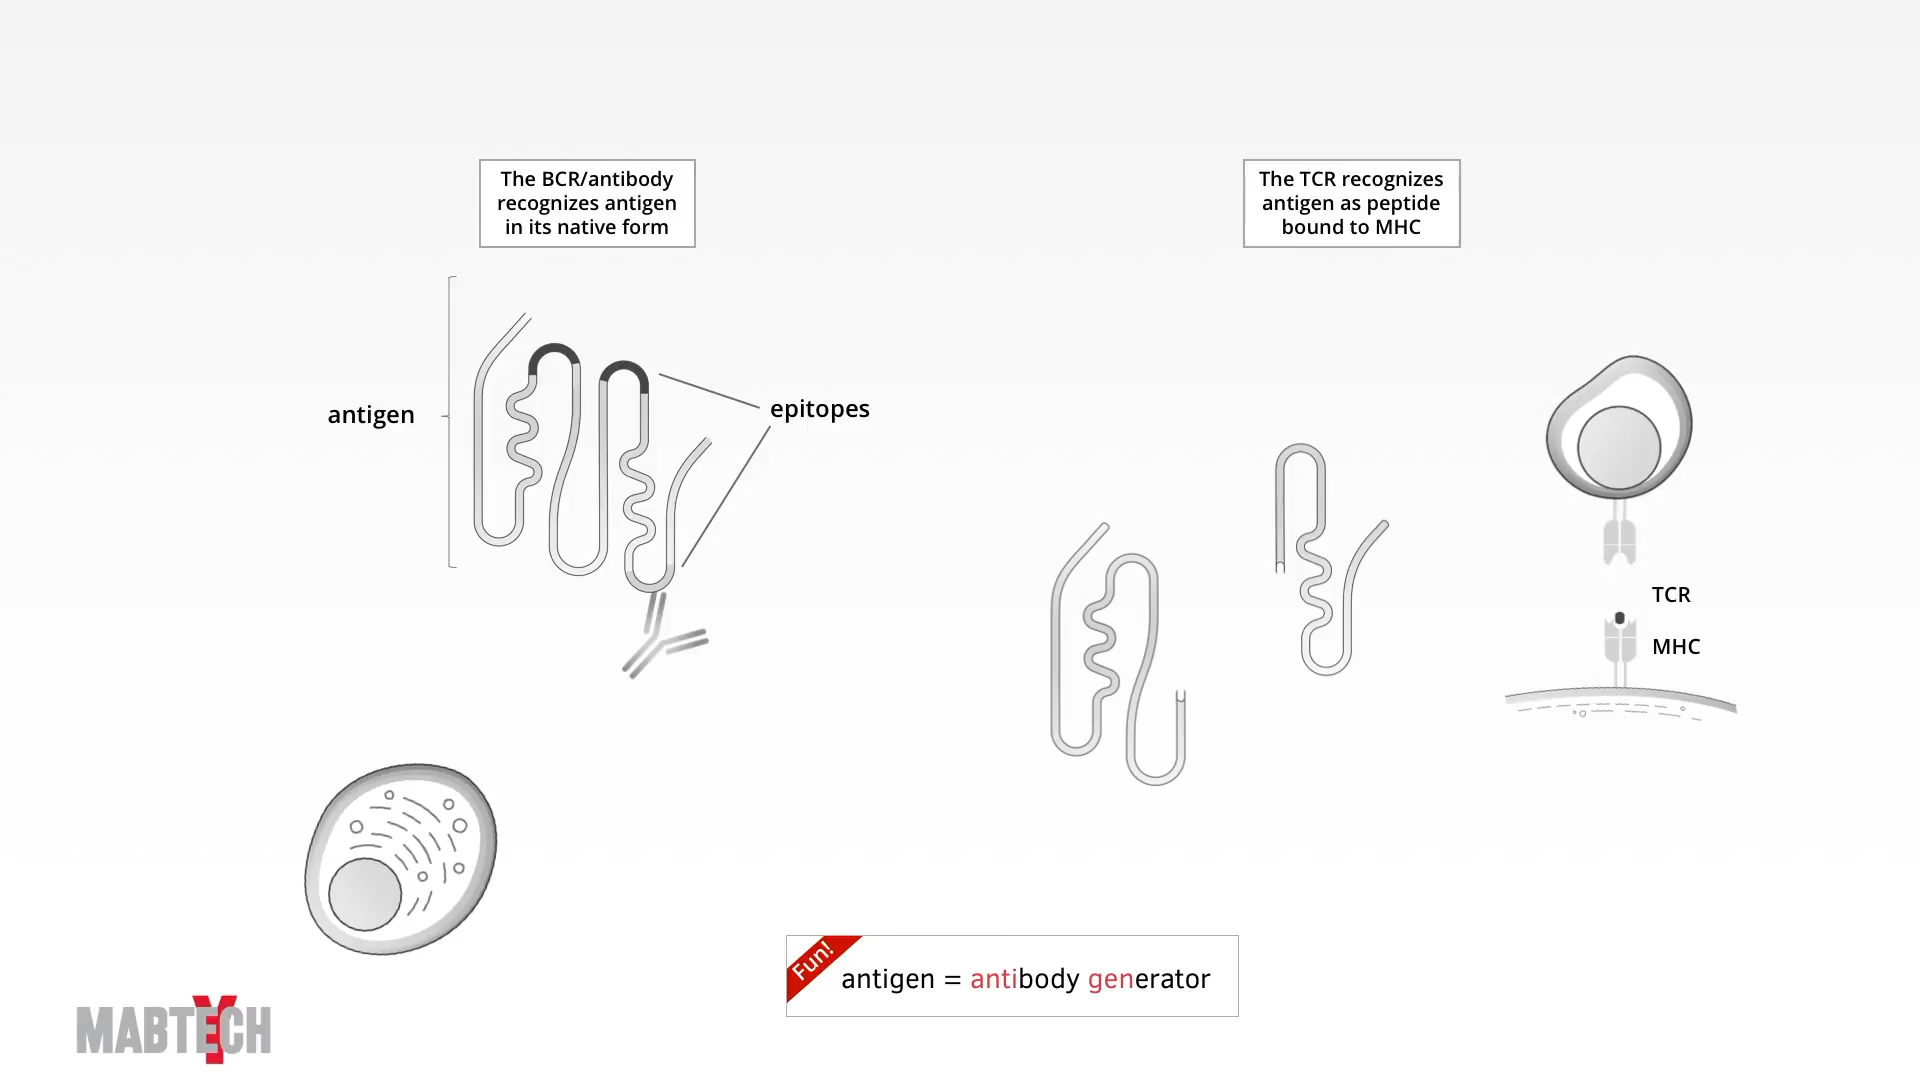 The BCR/antibody
recognizes antigen
in its native form
The TCR recognizes
antigen as peptide
bound to MHC
antigen
epitopes
TCR
MHC
Fun!
antigen = antibody generator
MABTECH